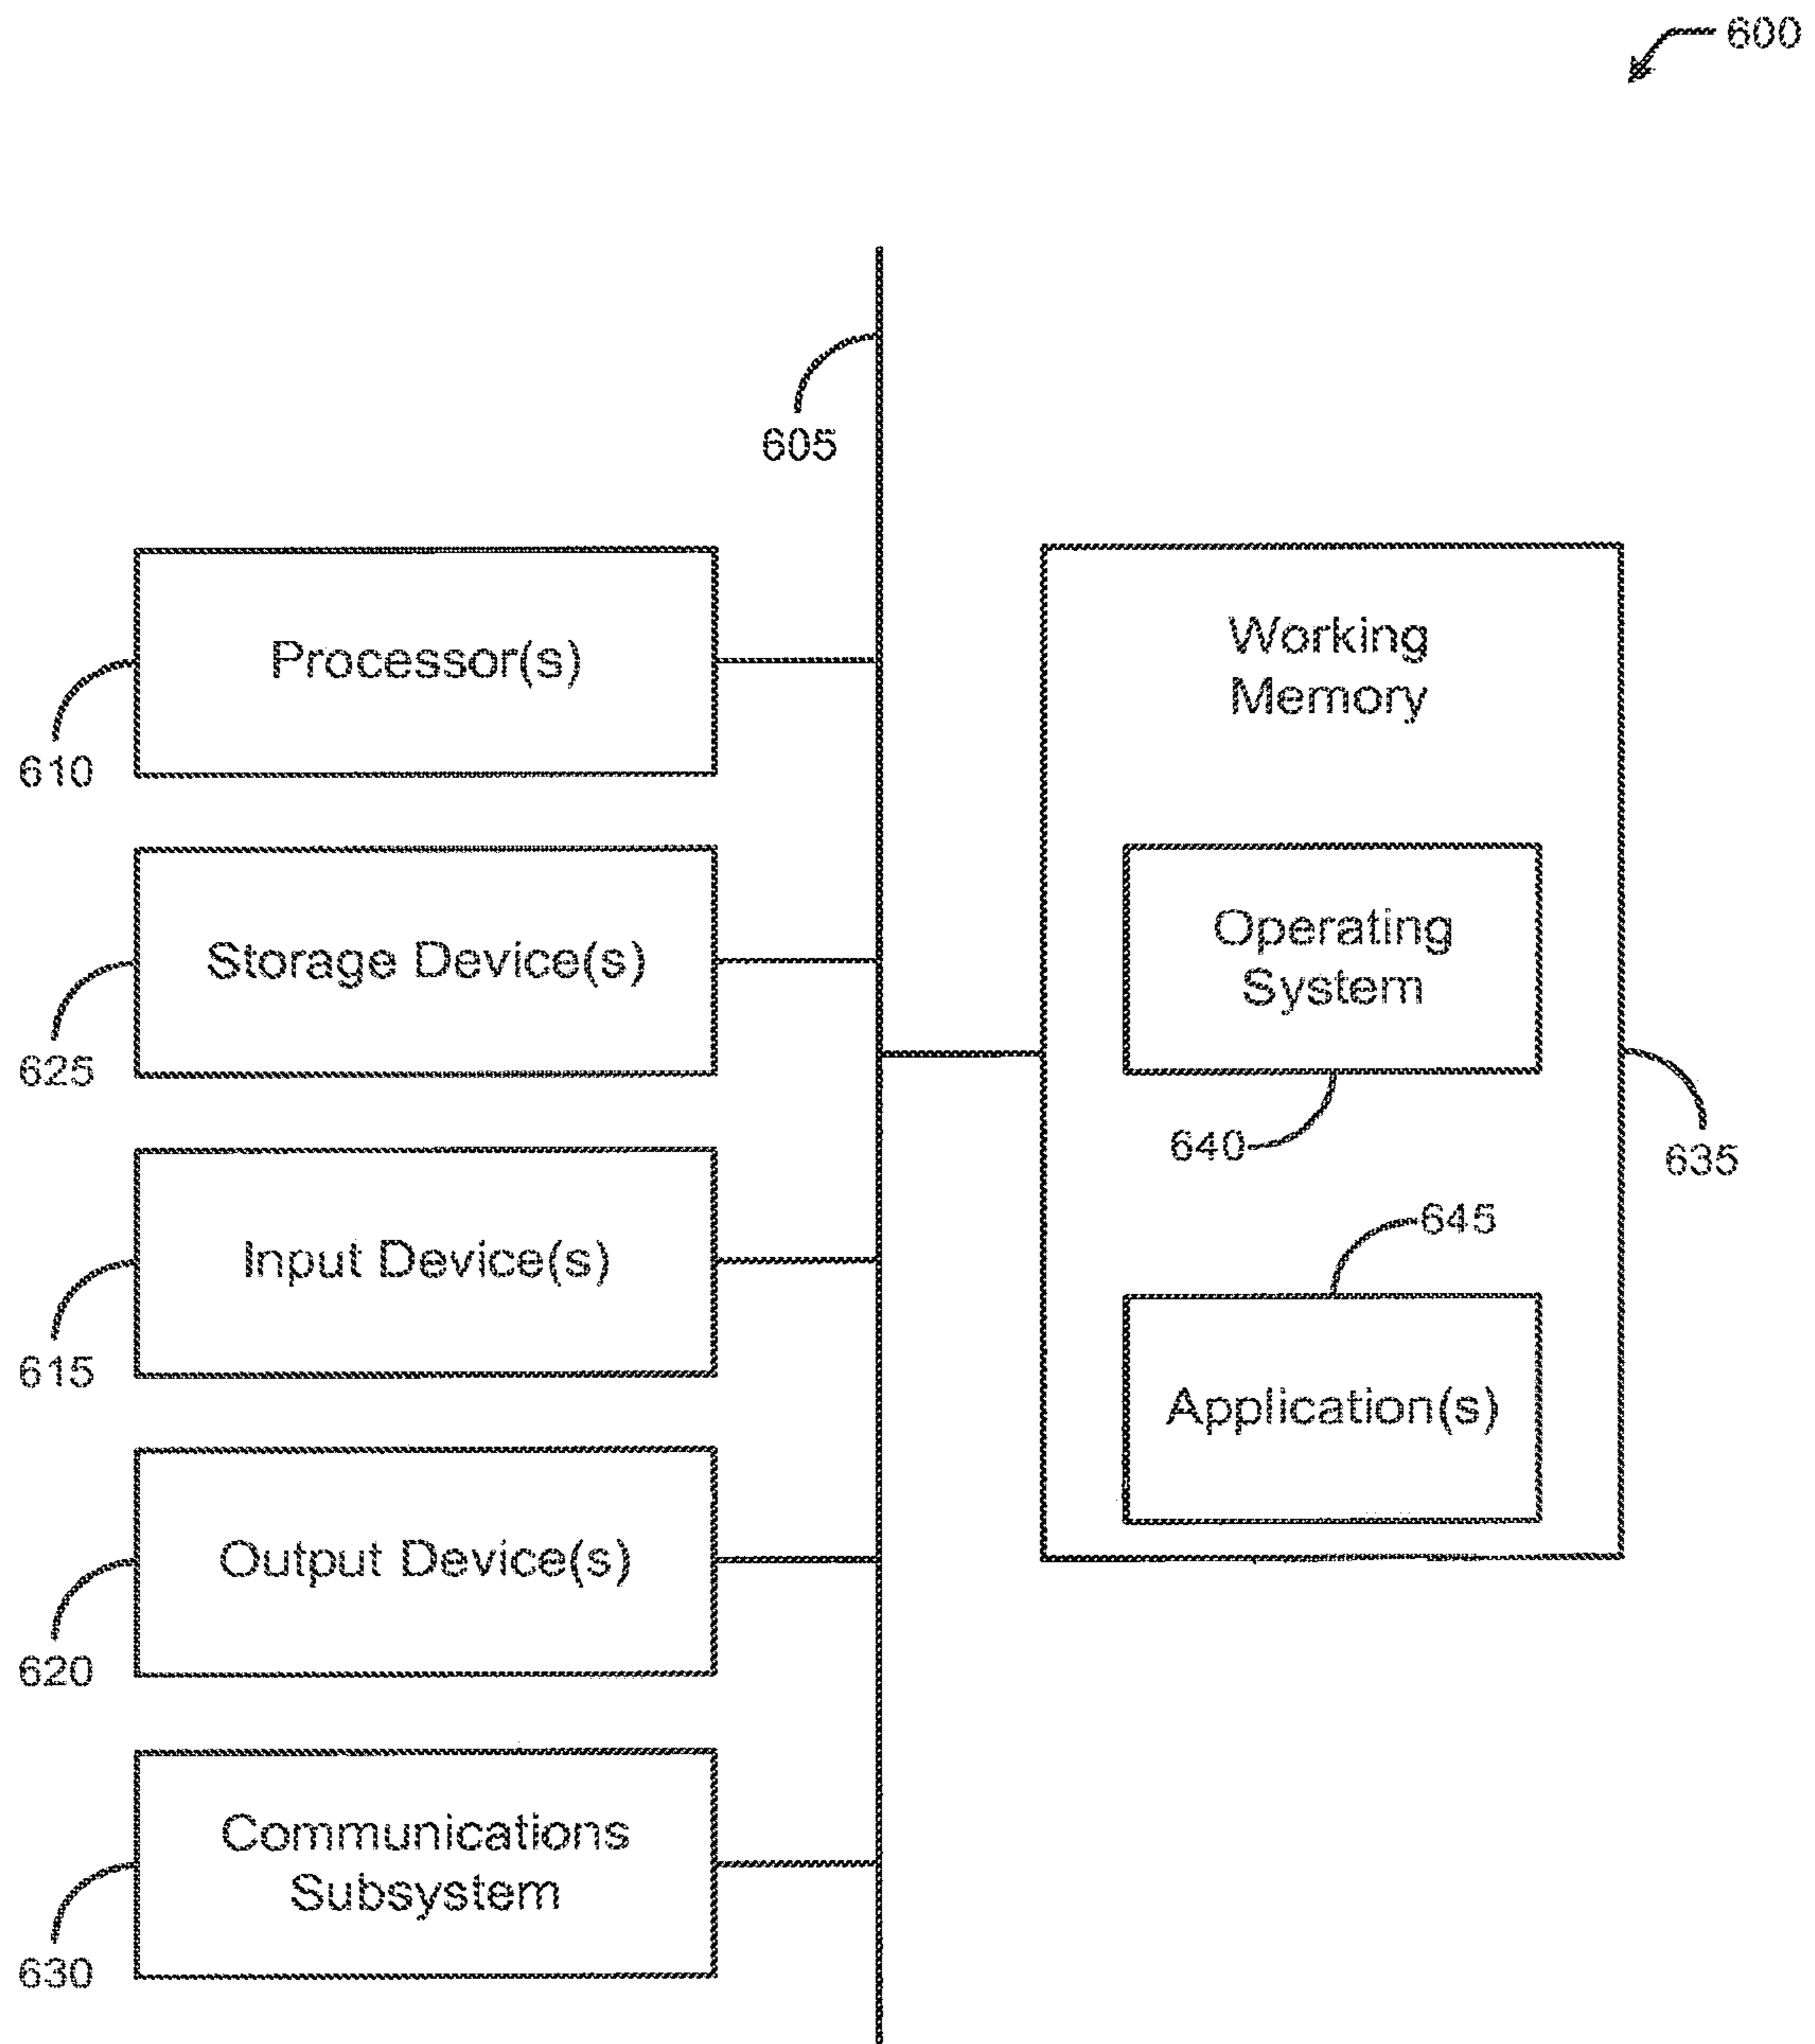 600
605
Processor(s)
610
Storage Device(s)
625
Input Device(s)
615
Output Device(s)
620
Communications
Subsystem
630
Working
Memory
Operating
System
640
635
645
Application(s)